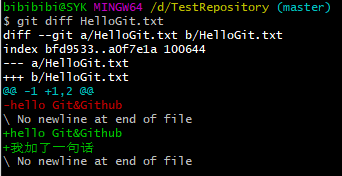 bibibibi@SYK MINGW64 /d/TestRepository (master)
$ git diff HelloGit.txt
diff --git a/HelloGit.txt b/HelloGit.txt
index bfd9533..a0f7e1a 100644
--- a/HelloGit.txt
+++ b/HelloGit.txt
@@ -1 +1,2 @@
-hello Git&Github
\ No newline at end of file
+hello Git&Github
+我加了一句话
\ No newline at end of file